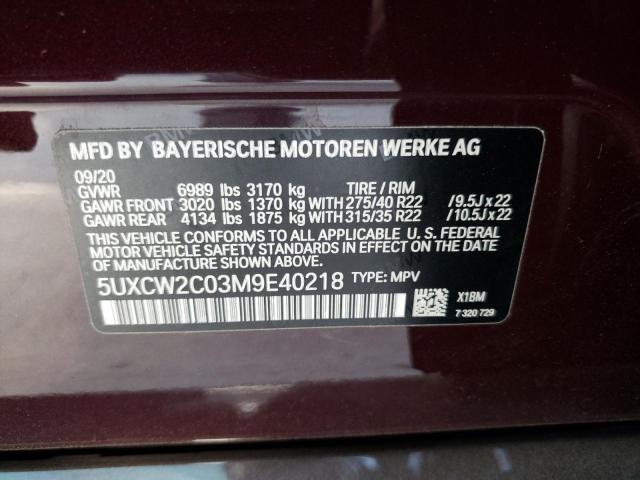 MFD BY BAYERISCHE MOTOREN WERKE AG
09/20
GVWR 6989 lbs 3170 kg TIRE / RIM
GAWR FRONT 3020 lbs 1370 kg WITH 275/40 R22 /9.5J x 22
GAWR REAR 4134 lbs 1875 kg WITH 315/35 R22 /10.5J x 22
THIS VEHICLE CONFORMS TO ALL APPLICABLE U.S. FEDERAL
MOTOR VEHICLE SAFETY STANDARDS IN EFFECT ON THE DATE
OF MANUFACTURE SHOWN ABOVE.
5UXCW2C03M9E40218 TYPE: MPV
X1BM
7 320 729